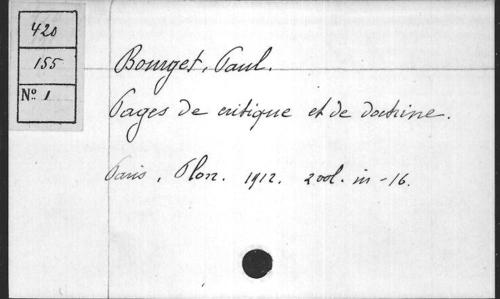 420
155
No. 1
Bourget, Paul.
Pages de critique et de doctrine.
Paris, Plon. 1912. 2 vol. in-16.